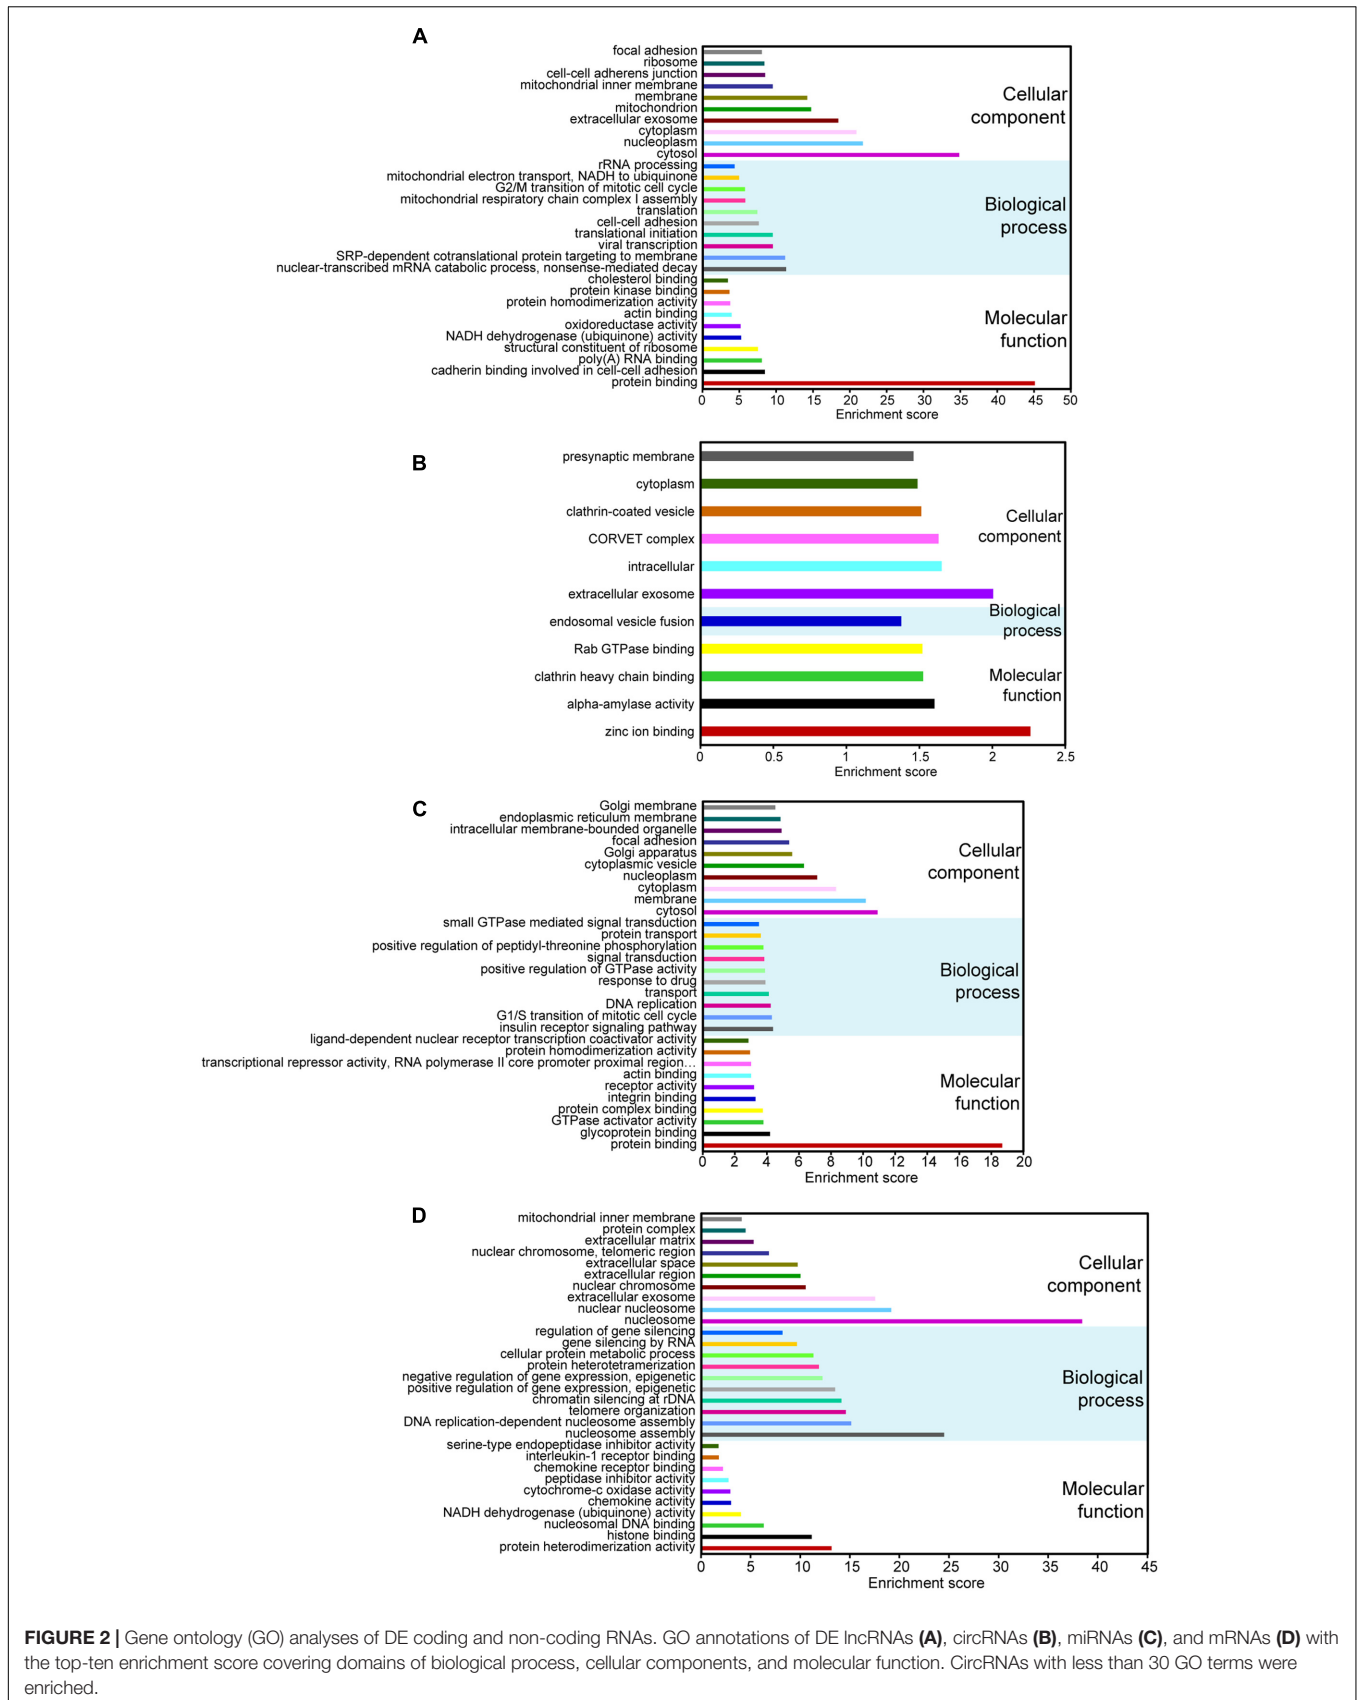 A
focal adhesion
ribosome
cell-cell adherens junction
mitochondrial inner membrane
membrane
mitochondrion
extracellular exosome
cytoplasm
nucleoplasm
cytosol
Cellular
component
rRNA processing
mitochondrial electron transport, NADH to ubiquinone
G2/M transition of mitotic cell cycle
mitochondrial respiratory chain complex I assembly
translation
cell-cell adhesion
translational initiation
viral transcription
SRP-dependent cotranslational protein targeting to membrane
nuclear-transcribed mRNA catabolic process, nonsense-mediated decay
Biological
process
cholesterol binding
protein kinase binding
protein homodimerization activity
actin binding
oxidoreductase activity
NADH dehydrogenase (ubiquinone) activity
structural constituent of ribosome
poly(A) RNA binding
cadherin binding involved in cell-cell adhesion
protein binding
Molecular
function
0 5 10 15 20 25 30 35 40 45 50
Enrichment score
B
presynaptic membrane
cytoplasm
clathrin-coated vesicle
CORVET complex
intracellular
extracellular exosome
Cellular
component
endosomal vesicle fusion
Biological
process
Rab GTPase binding
clathrin heavy chain binding
alpha-amylase activity
zinc ion binding
Molecular
function
0 0.5 1 1.5 2 2.5
Enrichment score
C
Golgi membrane
endoplasmic reticulum membrane
intracellular membrane-bounded organelle
focal adhesion
Golgi apparatus
cytoplasmic vesicle
nucleoplasm
cytoplasm
membrane
cytosol
Cellular
component
small GTPase mediated signal transduction
protein transport
positive regulation of peptidyl-threonine phosphorylation
signal transduction
positive regulation of GTPase activity
response to drug
transport
DNA replication
G1/S transition of mitotic cell cycle
insulin receptor signaling pathway
Biological
process
ligand-dependent nuclear receptor transcription coactivator activity
protein homodimerization activity
transcriptional repressor activity, RNA polymerase II core promoter proximal region…
actin binding
receptor activity
integrin binding
protein complex binding
GTPase activator activity
glycoprotein binding
protein binding
Molecular
function
0 2 4 6 8 10 12 14 16 18 20
Enrichment score
D
mitochondrial inner membrane
protein complex
extracellular matrix
nuclear chromosome, telomeric region
extracellular space
extracellular region
nuclear chromosome
extracellular exosome
nuclear nucleosome
nucleosome
Cellular
component
regulation of gene silencing
gene silencing by RNA
cellular protein metabolic process
protein heterotetramerization
negative regulation of gene expression, epigenetic
positive regulation of gene expression, epigenetic
chromatin silencing at rDNA
telomere organization
DNA replication-dependent nucleosome assembly
nucleosome assembly
Biological
process
serine-type endopeptidase inhibitor activity
interleukin-1 receptor binding
chemokine receptor binding
peptidase inhibitor activity
cytochrome-c oxidase activity
chemokine activity
NADH dehydrogenase (ubiquinone) activity
nucleosomal DNA binding
histone binding
protein heterodimerization activity
Molecular
function
0 5 10 15 20 25 30 35 40 45
Enrichment score
FIGURE 2 | Gene ontology (GO) analyses of DE coding and non-coding RNAs. GO annotations of DE lncRNAs (A), circRNAs (B), miRNAs (C), and mRNAs (D) with
the top-ten enrichment score covering domains of biological process, cellular components, and molecular function. CircRNAs with less than 30 GO terms were
enriched.